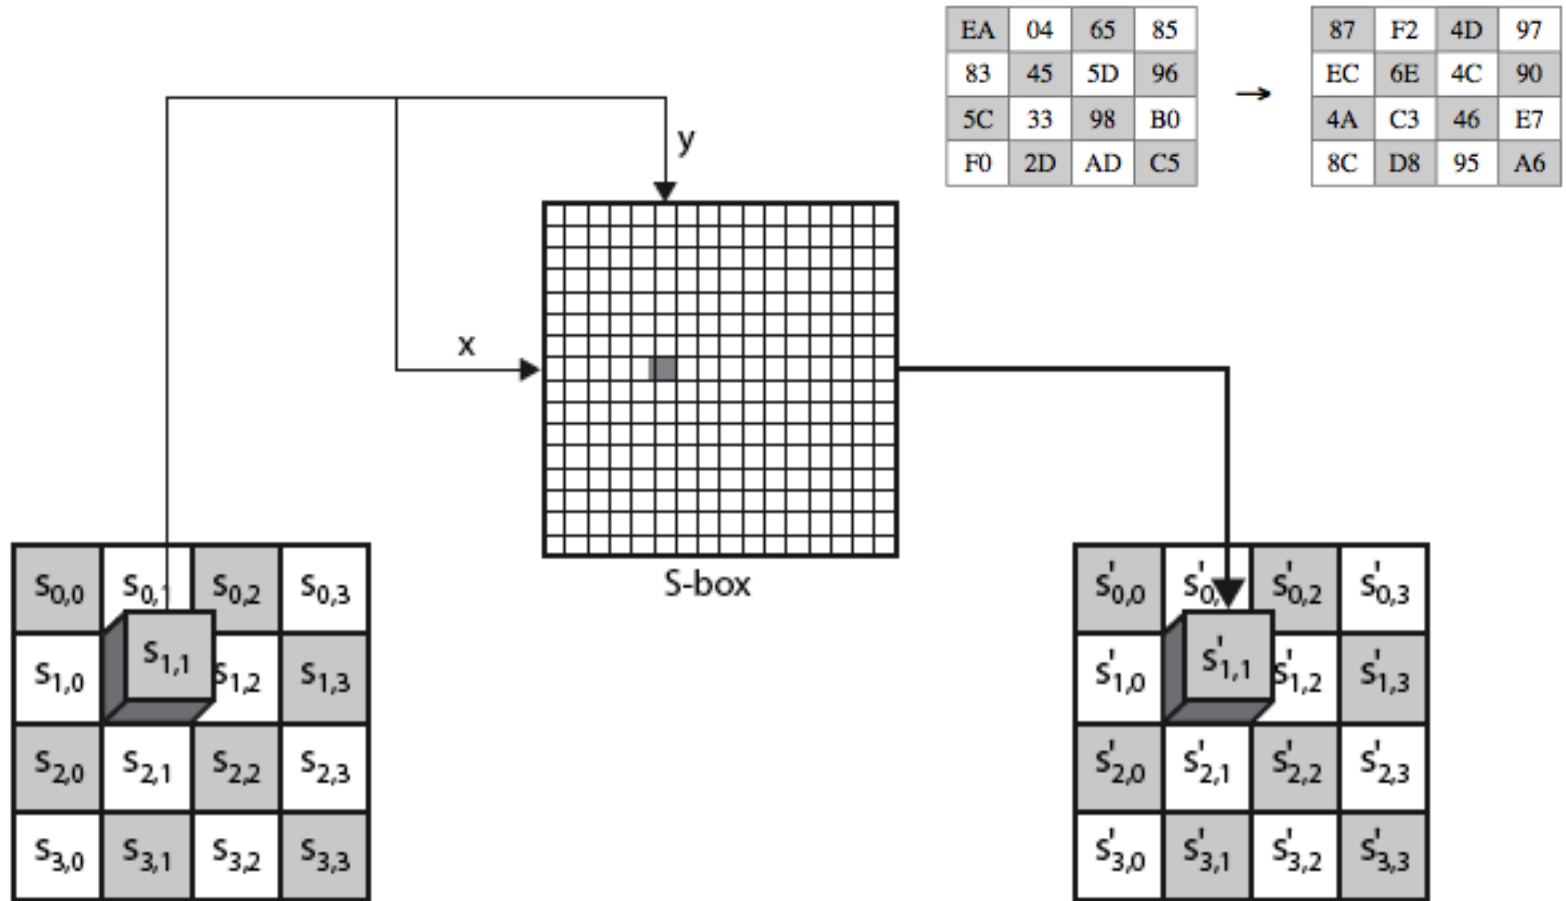 EA 04 65 85
83 45 5D 96
5C 33 98 B0
F0 2D AD C5
→
87 F2 4D 97
EC 6E 4C 90
4A C3 46 E7
8C D8 95 A6
y
x
S-box
S0,0 S0,1 S0,2 S0,3
S1,0 S1,1 S1,2 S1,3
S2,0 S2,1 S2,2 S2,3
S3,0 S3,1 S3,2 S3,3
S'0,0 S'0, S'0,2 S'0,3
S'1,0 S'1,1 S'1,2 S'1,3
S'2,0 S'2,1 S'2,2 S'2,3
S'3,0 S'3,1 S'3,2 S'3,3